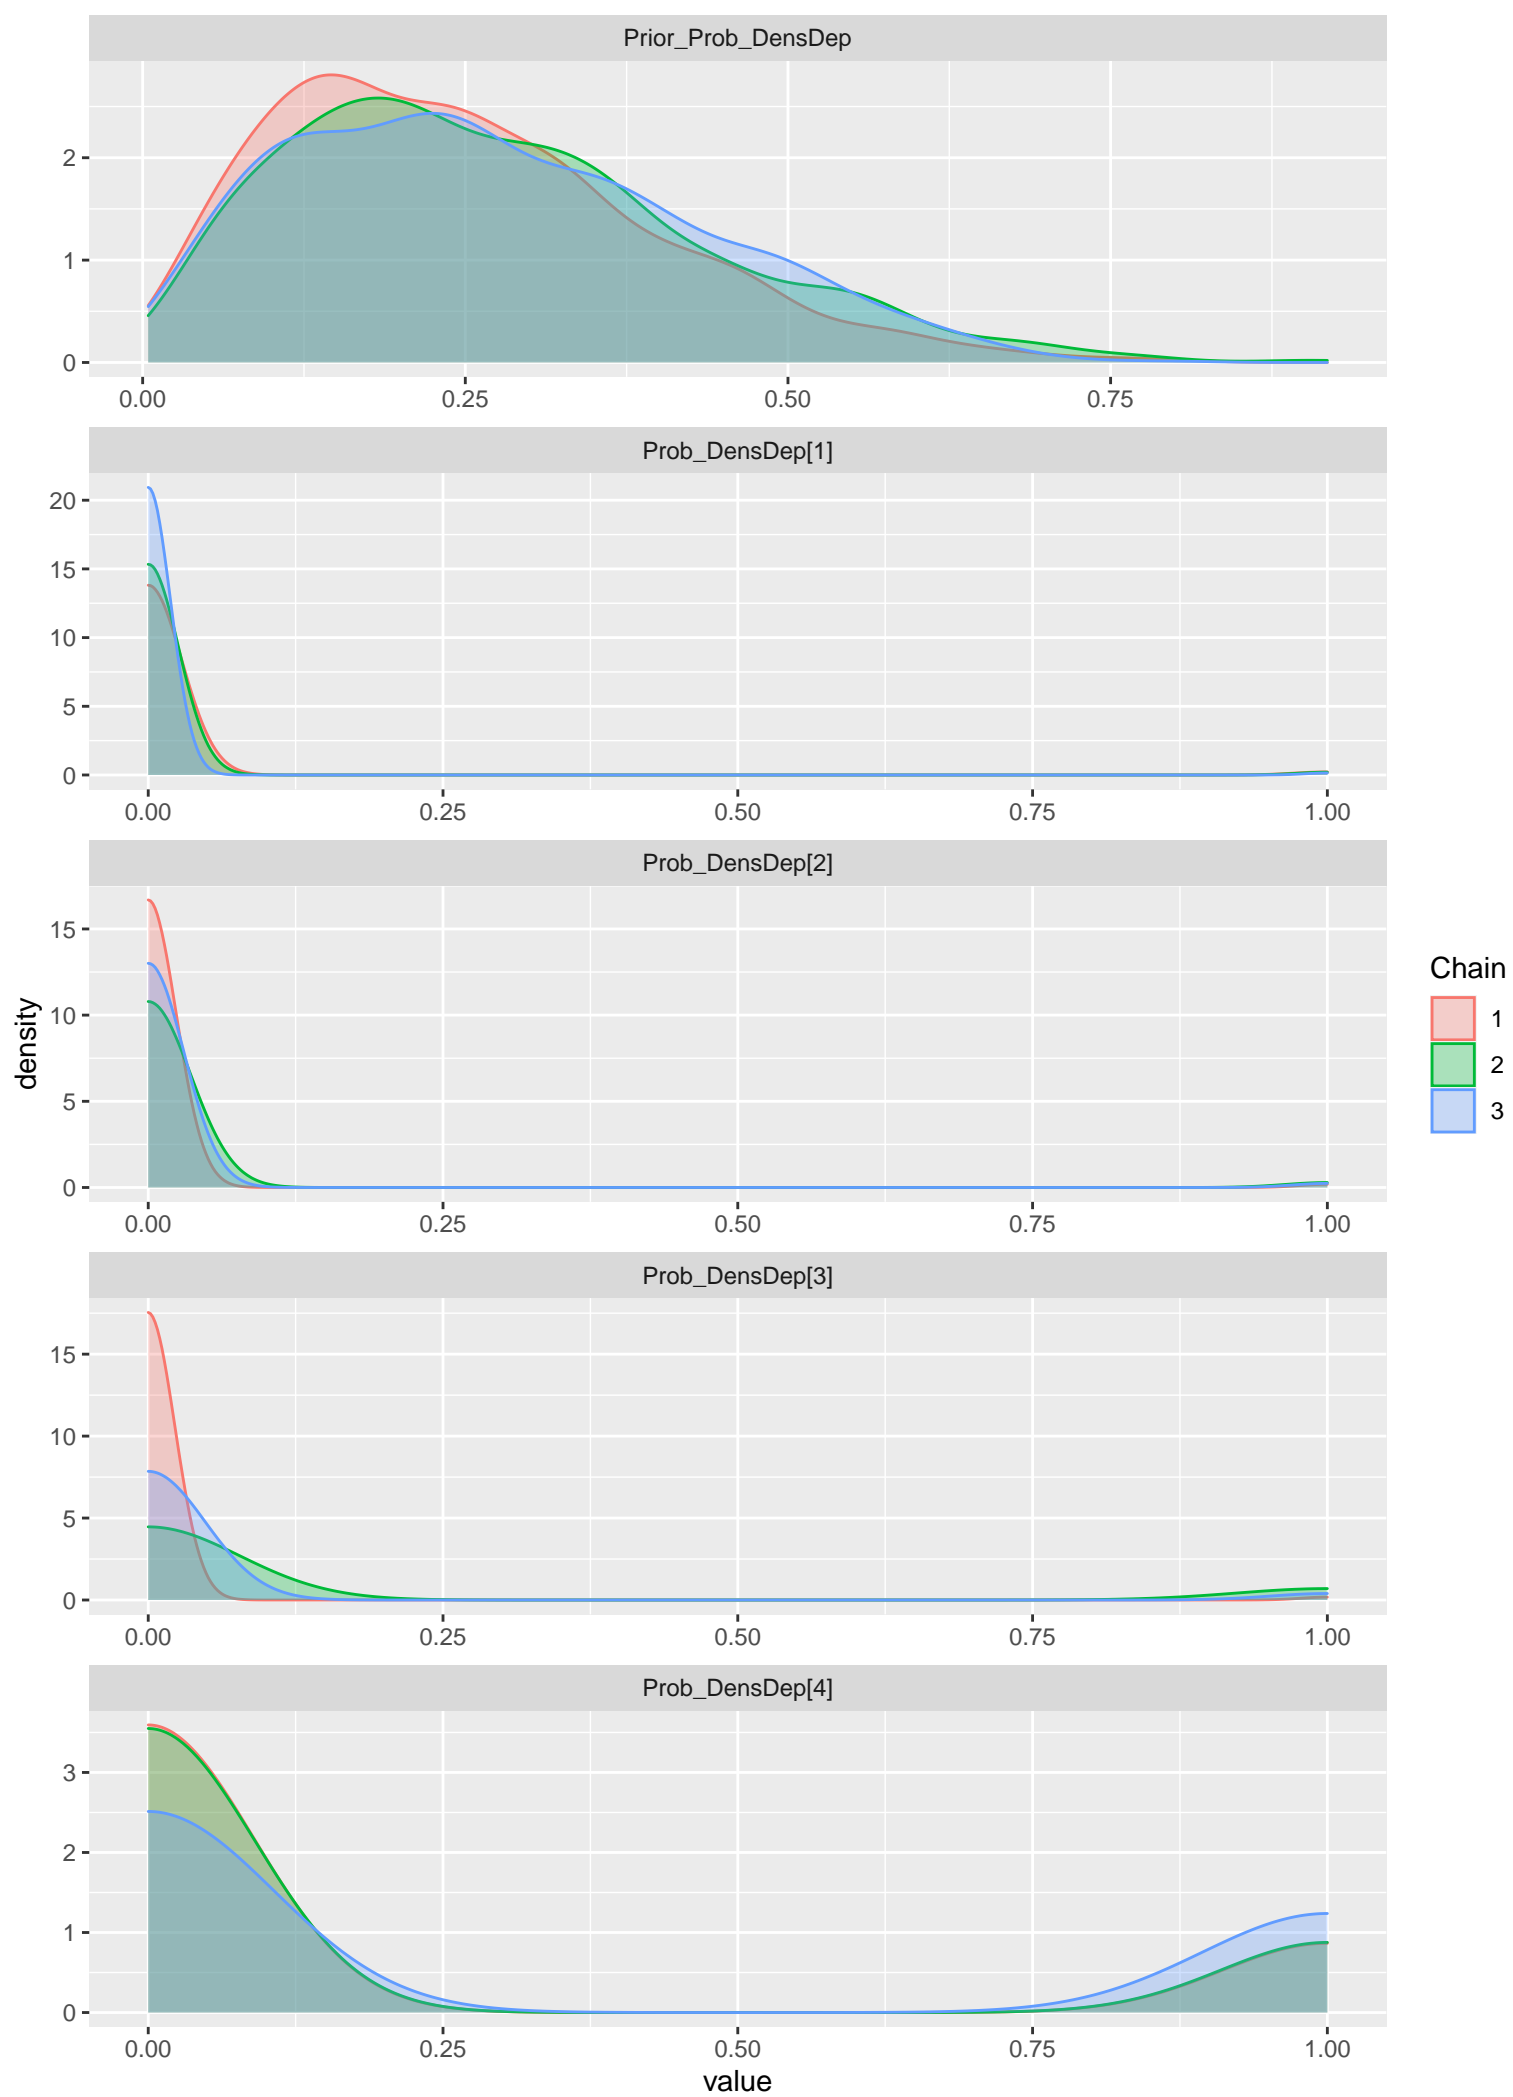 Prior_Prob_DensDep
2
1
0
0.00 0.25 0.50 0.75
Prob_DensDep[1]
20
15
10
5
0
0.00 0.25 0.50 0.75 1.00
Prob_DensDep[2]
15
10
5
0
0.00 0.25 0.50 0.75 1.00
Prob_DensDep[3]
15
10
5
0
0.00 0.25 0.50 0.75 1.00
Prob_DensDep[4]
3
2
1
0
0.00 0.25 0.50 0.75 1.00
value
density
Chain
1
2
3